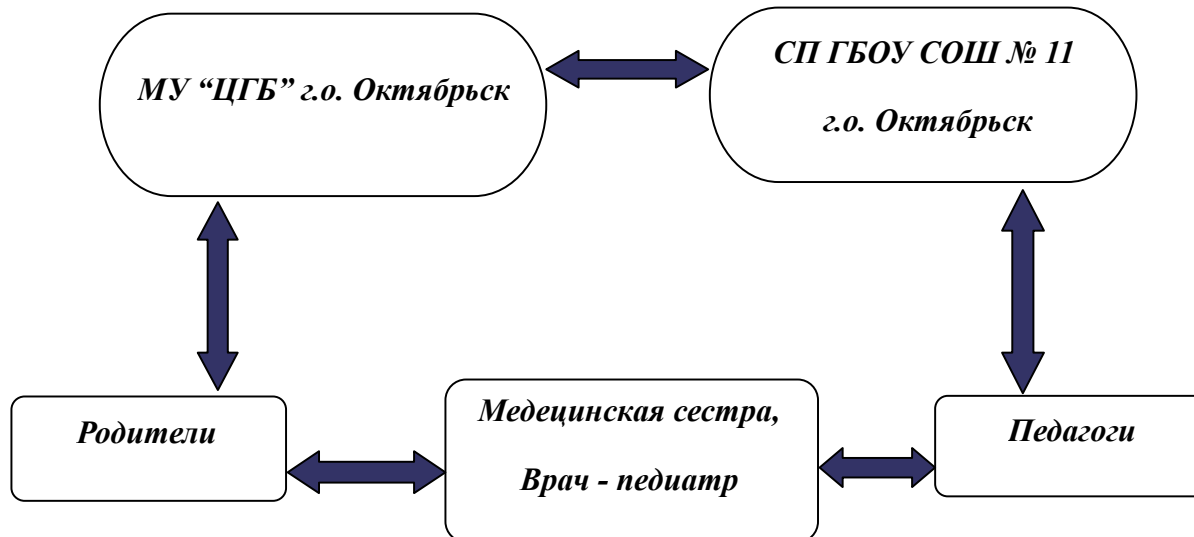 МУ “ЦГБ” г.о. Октябрьск
СП ГБОУ СОШ № 11
г.о. Октябрьск
Родители
Медецинская сестра,
Врач - педиатр
Педагоги